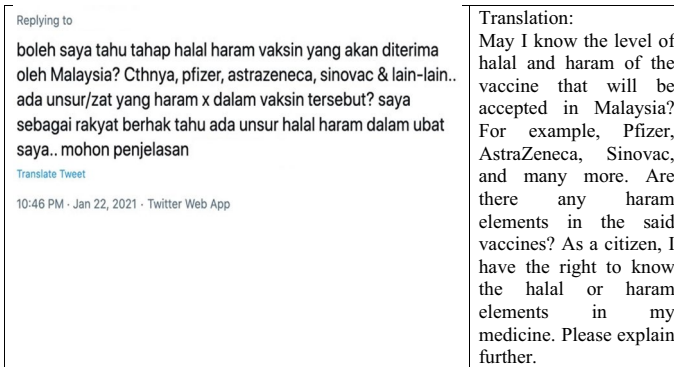 Replying to
boleh saya tahu tahap halal haram vaksin yang akan diterima
oleh Malaysia? Cthnya, pfizer, astrazeneca, sinovac & lain-lain..
ada unsur/zat yang haram x dalam vaksin tersebut? saya
sebagai rakyat berhak tahu ada unsur halal haram dalam ubat
saya.. mohon penjelasan
Translate Tweet
10:46 PM · Jan 22, 2021 · Twitter Web App
Translation:
May I know the level of
halal and haram of the
vaccine that will be
accepted in Malaysia?
For example, Pfizer,
AstraZeneca, Sinovac,
and many more. Are
there any haram
elements in the said
vaccines? As a citizen, I
have the right to know
the halal or haram
elements in my
medicine. Please explain
further.